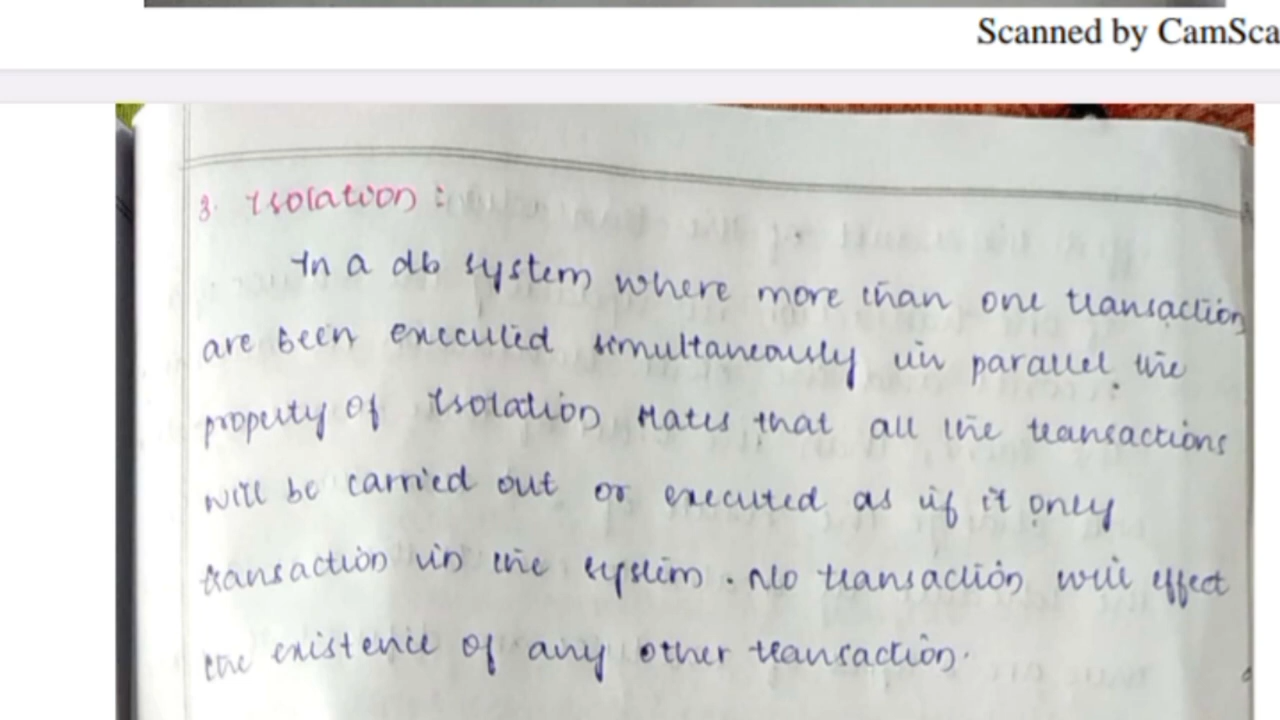 Scanned by CamSca
3. Isolation :
In a db system where more than one transaction
are been executed simultaneously in parallel. the
property of Isolation states that all the transactions
will be carried out or executed as if it only
transaction in the system. No transaction will effect
the existence of any other transaction.